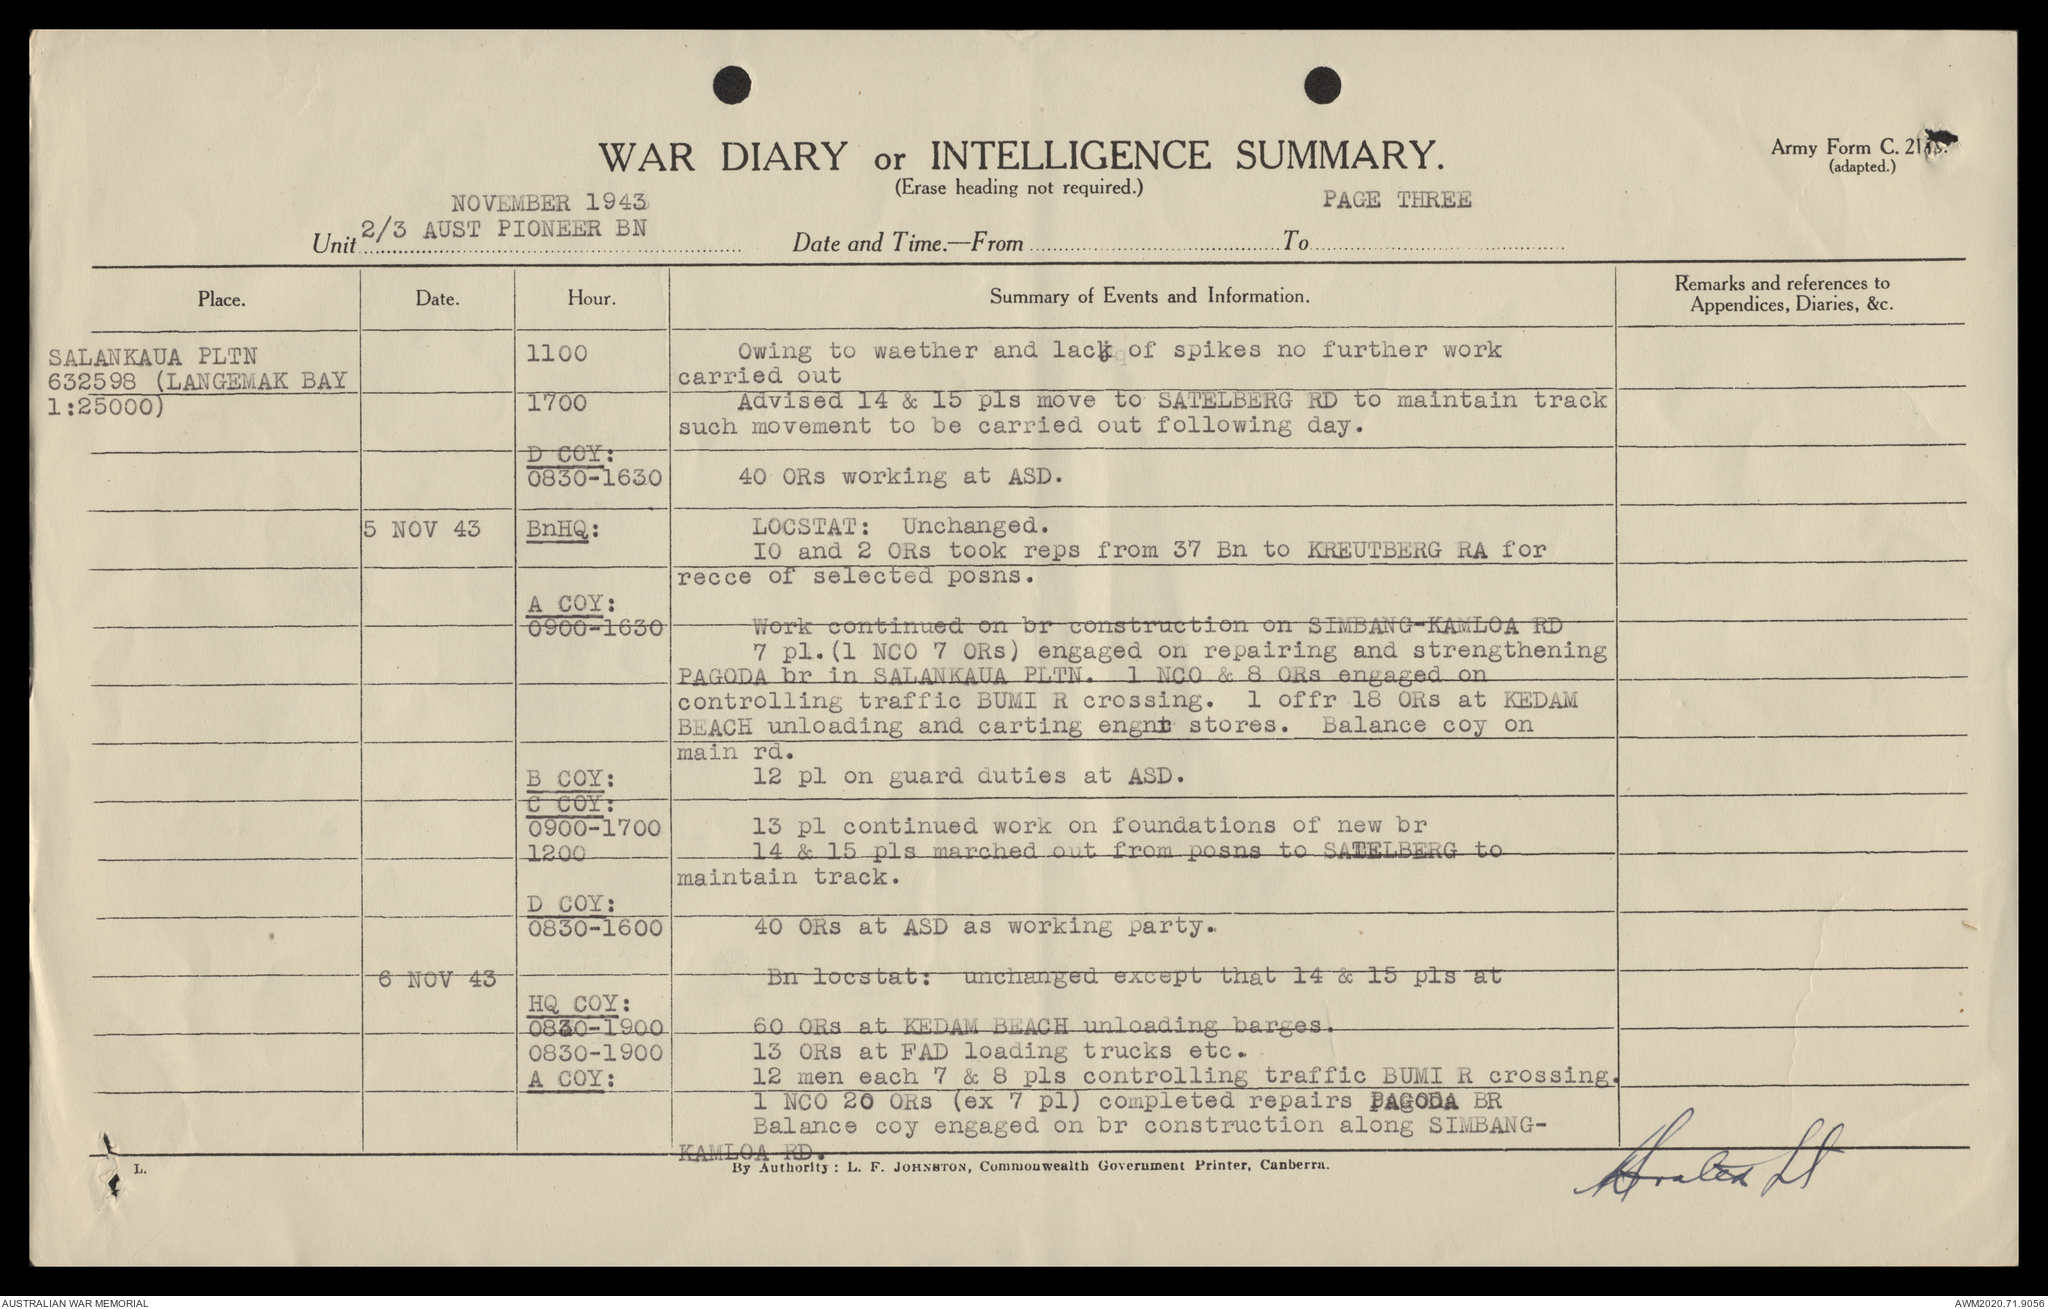 WAR DIARY or INTELLIGENCE SUMMARY.
Army Form C. 2118.
(adapted.)
(Erase heading not required.)
NOVEMBER 1943
PAGE THREE
Unit 2/3 AUST PIONEER BN Date and Time.—From To
Place. Date. Hour. Summary of Events and Information. Remarks and references to
Appendices, Diaries, &c.
SALANKAUA PLTN 1100 Owing to waether and lack of spikes no further work
632598 (LANGEMAK BAY carried out
1:25000) 1700 Advised 14 & 15 pls move to SATELBERG RD to maintain track
such movement to be carried out following day.
D COY:
0830-1630 40 ORs working at ASD.
5 NOV 43 BnHQ: LOCSTAT: Unchanged.
IO and 2 ORs took reps from 37 Bn to KREUTBERG RA for
recce of selected posns.
A COY:
0900-1630 Work continued on br construction on SIMBANG-KAMLOA RD
7 pl.(1 NCO 7 ORs) engaged on repairing and strengthening
PAGODA br in SALANKAUA PLTN. 1 NCO & 8 ORs engaged on
controlling traffic BUMI R crossing. 1 offr 18 ORs at KEDAM
BEACH unloading and carting engnr stores. Balance coy on
main rd.
B COY: 12 pl on guard duties at ASD.
C COY:
0900-1700 13 pl continued work on foundations of new br
1200 14 & 15 pls marched out from posns to SATELBERG to
maintain track.
D COY:
0830-1600 40 ORs at ASD as working party.
6 NOV 43 Bn locstat: unchanged except that 14 & 15 pls at
HQ COY:
0830-1900 60 ORs at KEDAM BEACH unloading barges.
0830-1900 13 ORs at FAD loading trucks etc.
A COY: 12 men each 7 & 8 pls controlling traffic BUMI R crossing.
1 NCO 20 ORs (ex 7 pl) completed repairs PAGODA BR
Balance coy engaged on br construction along SIMBANG-
KAMLOA RD.
L. By Authority: L. F. JOHNSTON, Commonwealth Government Printer, Canberra.
Lt
AUSTRALIAN WAR MEMORIAL
AWM2020.71.9056